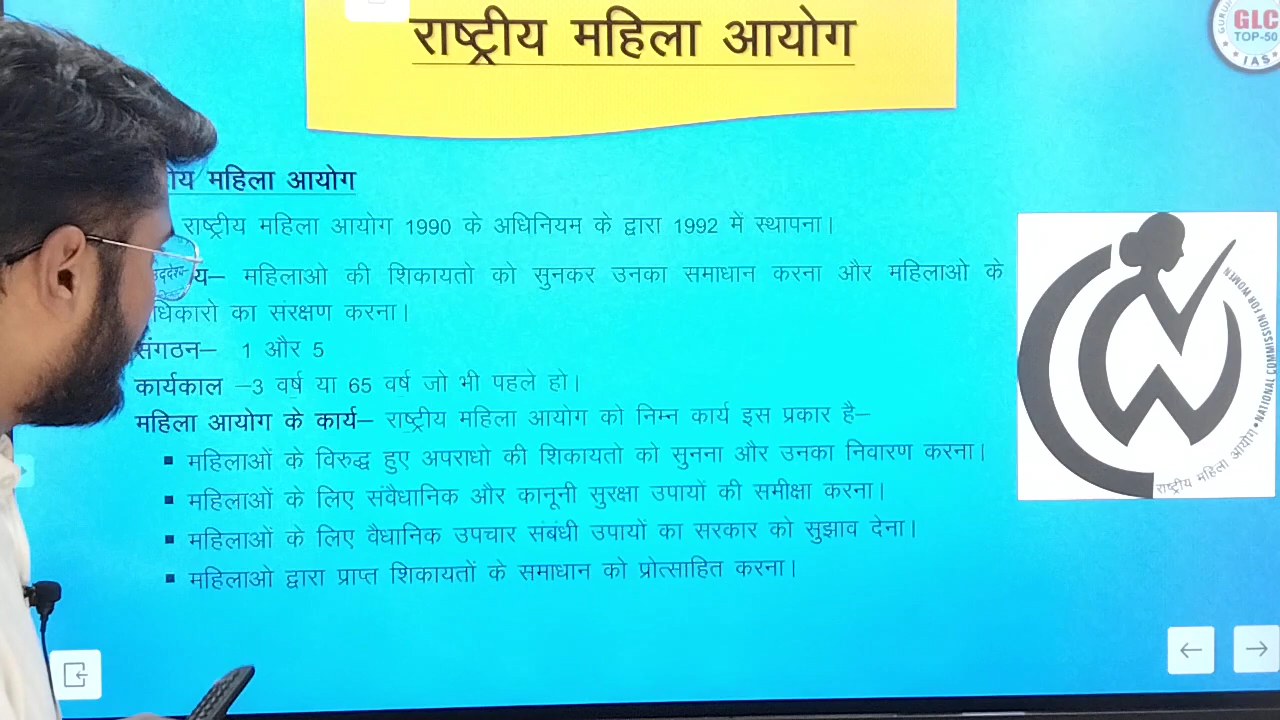 राष्ट्रीय महिला आयोग
GLC
TOP-50
IAS
महिला आयोग
राष्ट्रीय महिला आयोग 1990 के अधिनियम के द्वारा 1992 में स्थापना।
महिलाओ की शिकायतो को सुनकर उनका समाधान करना और महिलाओ के
धिकारो का संरक्षण करना।
संगठन– 1 और 5
कार्यकाल –3 वर्ष या 65 वर्ष जो भी पहले हो।
महिला आयोग के कार्य– राष्ट्रीय महिला आयोग को निम्न कार्य इस प्रकार है–
▪ महिलाओं के विरुद्ध हुए अपराधो की शिकायतो को सुनना और उनका निवारण करना।
▪ महिलाओं के लिए संवैधानिक और कानूनी सुरक्षा उपायों की समीक्षा करना।
▪ महिलाओं के लिए वैधानिक उपचार संबंधी उपायों का सरकार को सुझाव देना।
▪ महिलाओ द्वारा प्राप्त शिकायतों के समाधान को प्रोत्साहित करना।
राष्ट्रीय महिला आयोग • NATIONAL COMMISSION FOR WOMEN